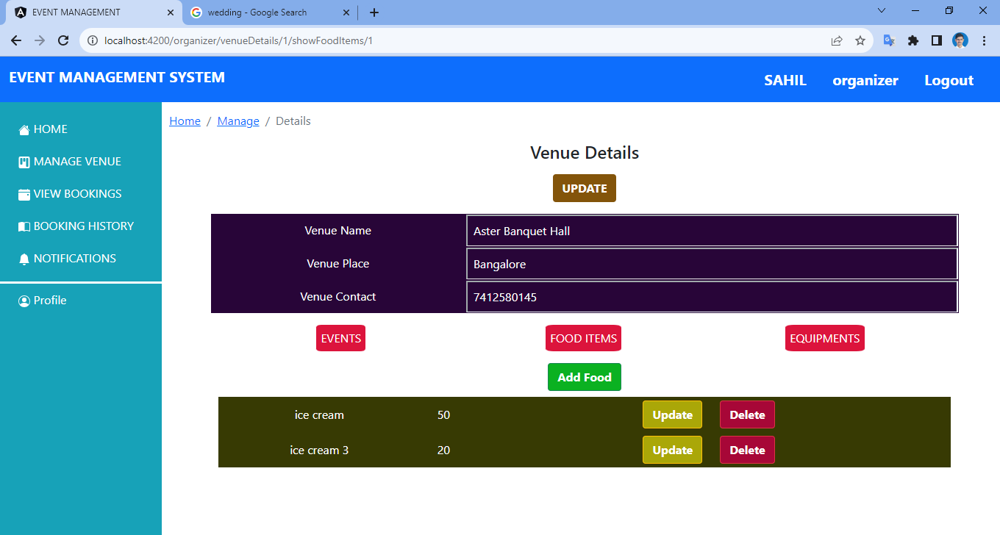 EVENT MANAGEMENT
wedding - Google Search
localhost:4200/organizer/venueDetails/1/showFoodItems/1
EVENT MANAGEMENT SYSTEM
SAHIL organizer Logout
HOME
MANAGE VENUE
VIEW BOOKINGS
BOOKING HISTORY
NOTIFICATIONS
Profile
Home / Manage / Details
Venue Details
UPDATE
Venue Name Aster Banquet Hall
Venue Place Bangalore
Venue Contact 7412580145
EVENTS FOOD ITEMS EQUIPMENTS
Add Food
ice cream 50 Update Delete
ice cream 3 20 Update Delete